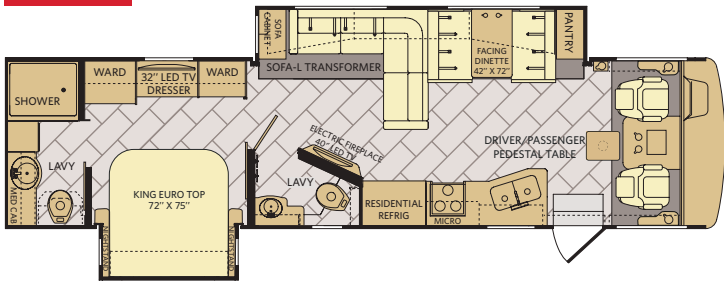 SOFA
CABINET
PANTRY
FACING
DINETTE
42" X 72"
SOFA-L TRANSFORMER
WARD
32" LED TV
DRESSER
WARD
SHOWER
ELECTRIC FIREPLACE
40" LED TV
DRIVER/PASSENGER
PEDESTAL TABLE
LAVY
LAVY
MED CAB
KING EURO TOP
72" X 75"
NIGHTSTAND
NIGHTSTAND
RESIDENTIAL
REFRIG
MICRO